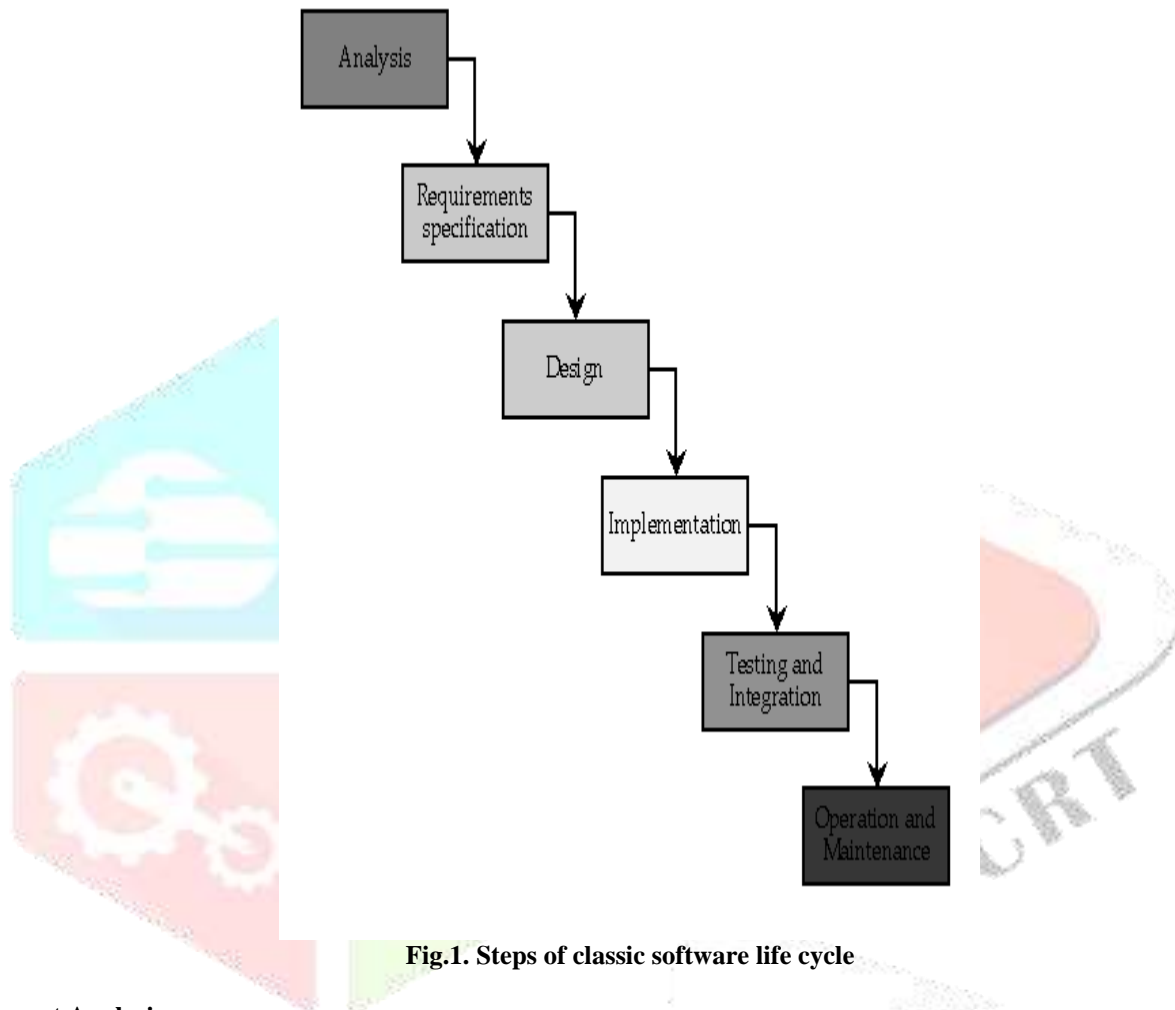 Analysis
Requirements
specification
Design
Implementation
Testing and
Integration
Operation and
Maintenance
CRT
Fig.1. Steps of classic software life cycle